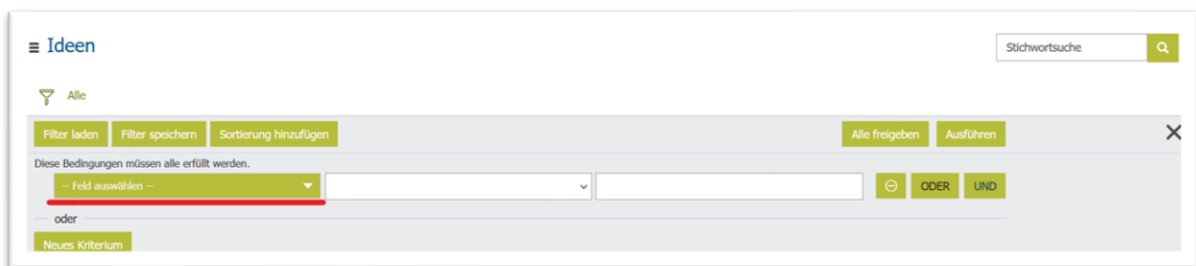 ≡ Ideen
Stichwortsuche
Alle
Filter laden Filter speichern Sortierung hinzufügen Alle freigeben Ausführen
Diese Bedingungen müssen alle erfüllt werden.
-- Feld auswählen -- ODER UND
oder
Neues Kriterium